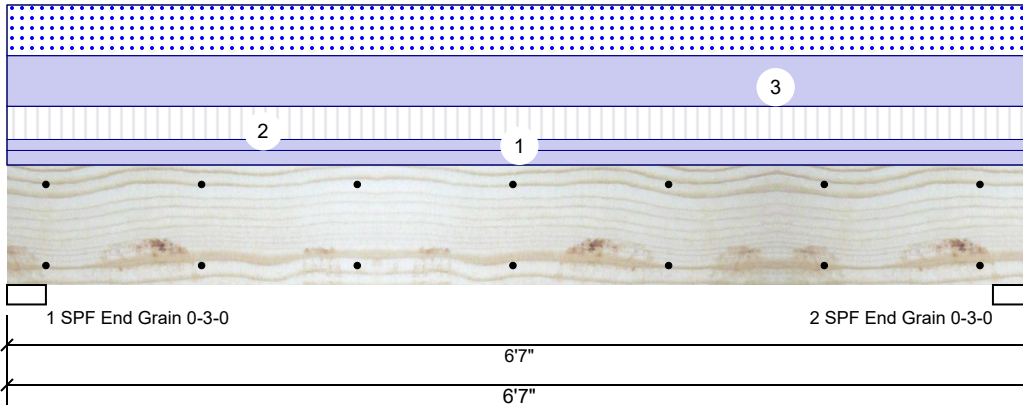 3
2
1
1 SPF End Grain 0-3-0
2 SPF End Grain 0-3-0
6'7"
6'7"